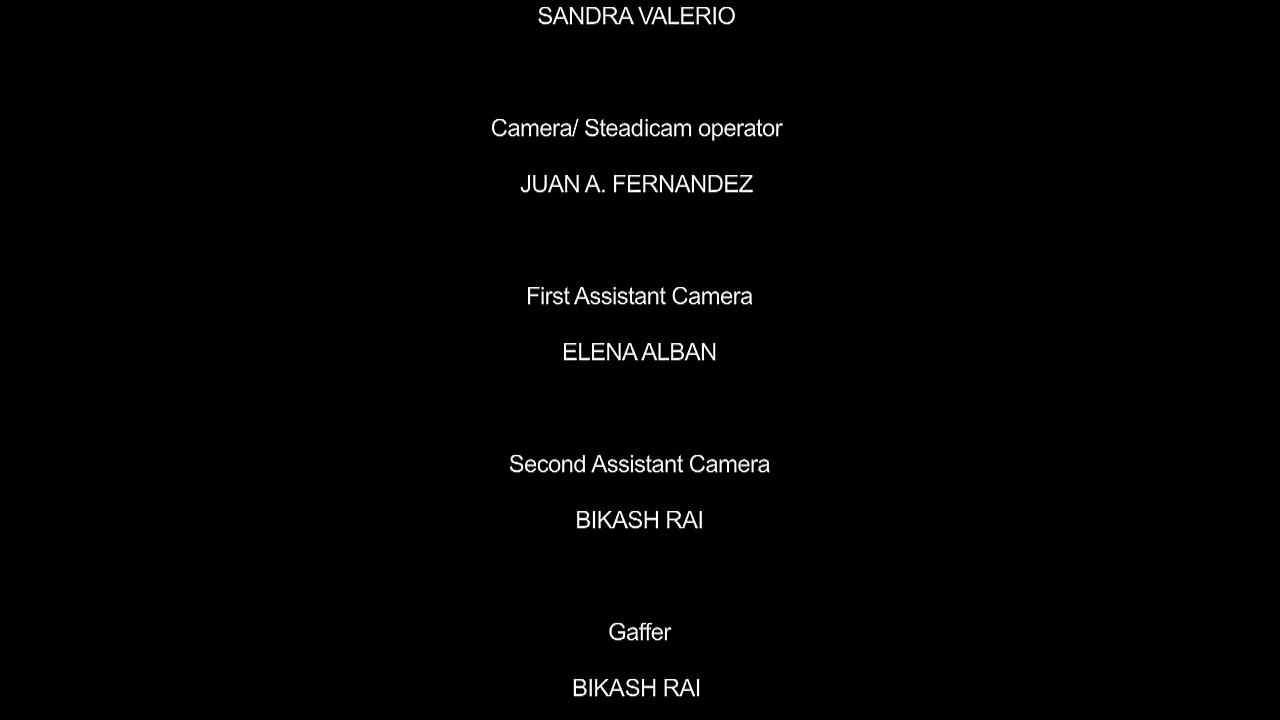 SANDRA VALERIO
Camera/ Steadicam operator
JUAN A. FERNANDEZ
First Assistant Camera
ELENA ALBAN
Second Assistant Camera
BIKASH RAI
Gaffer
BIKASH RAI